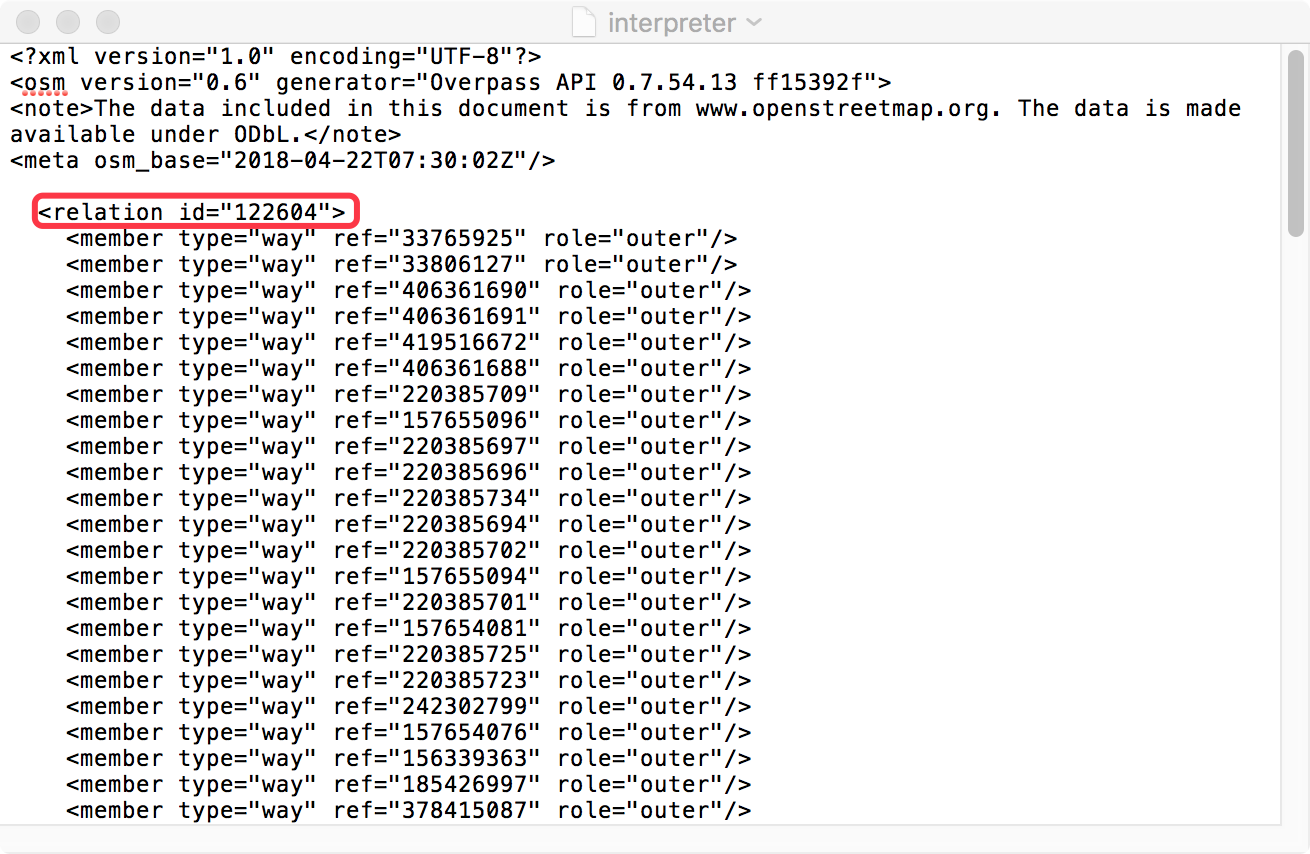 interpreter
<?xml version="1.0" encoding="UTF-8"?>
<osm version="0.6" generator="Overpass API 0.7.54.13 ff15392f">
<note>The data included in this document is from www.openstreetmap.org. The data is made
available under ODbL.</note>
<meta osm_base="2018-04-22T07:30:02Z"/>
<relation id="122604">
<member type="way" ref="33765925" role="outer"/>
<member type="way" ref="33806127" role="outer"/>
<member type="way" ref="406361690" role="outer"/>
<member type="way" ref="406361691" role="outer"/>
<member type="way" ref="419516672" role="outer"/>
<member type="way" ref="406361688" role="outer"/>
<member type="way" ref="220385709" role="outer"/>
<member type="way" ref="157655096" role="outer"/>
<member type="way" ref="220385697" role="outer"/>
<member type="way" ref="220385696" role="outer"/>
<member type="way" ref="220385734" role="outer"/>
<member type="way" ref="220385694" role="outer"/>
<member type="way" ref="220385702" role="outer"/>
<member type="way" ref="157655094" role="outer"/>
<member type="way" ref="220385701" role="outer"/>
<member type="way" ref="157654081" role="outer"/>
<member type="way" ref="220385725" role="outer"/>
<member type="way" ref="220385723" role="outer"/>
<member type="way" ref="242302799" role="outer"/>
<member type="way" ref="157654076" role="outer"/>
<member type="way" ref="156339363" role="outer"/>
<member type="way" ref="185426997" role="outer"/>
<member type="way" ref="378415087" role="outer"/>